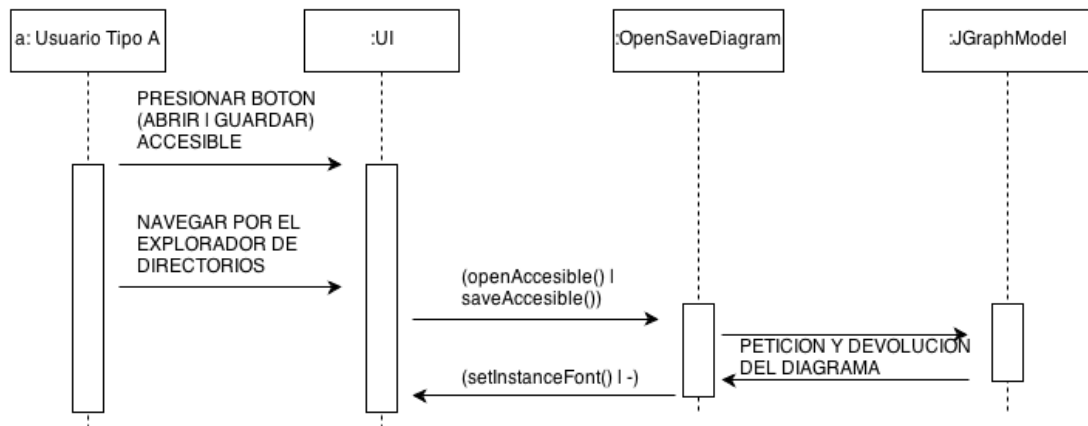 a: Usuario Tipo A
:UI
:OpenSaveDiagram
:JGraphModel
PRESIONAR BOTON
(ABRIR I GUARDAR)
ACCESIBLE
NAVEGAR POR EL
EXPLORADOR DE
DIRECTORIOS
(openAccesible() |
saveAccesible())
PETICION Y DEVOLUCION
DEL DIAGRAMA
(setInstanceFont() | -)